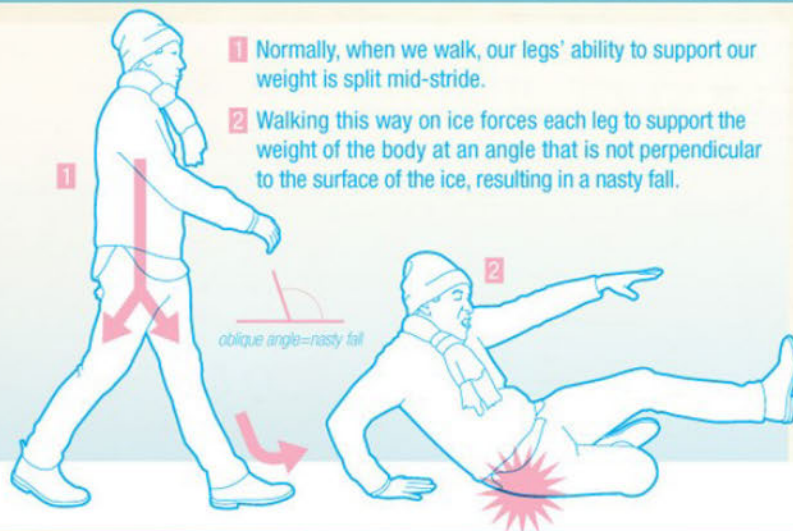 1 Normally, when we walk, our legs' ability to support our
weight is split mid-stride.
2 Walking this way on ice forces each leg to support the
weight of the body at an angle that is not perpendicular
to the surface of the ice, resulting in a nasty fall.
1
2
oblique angle=nasty fall